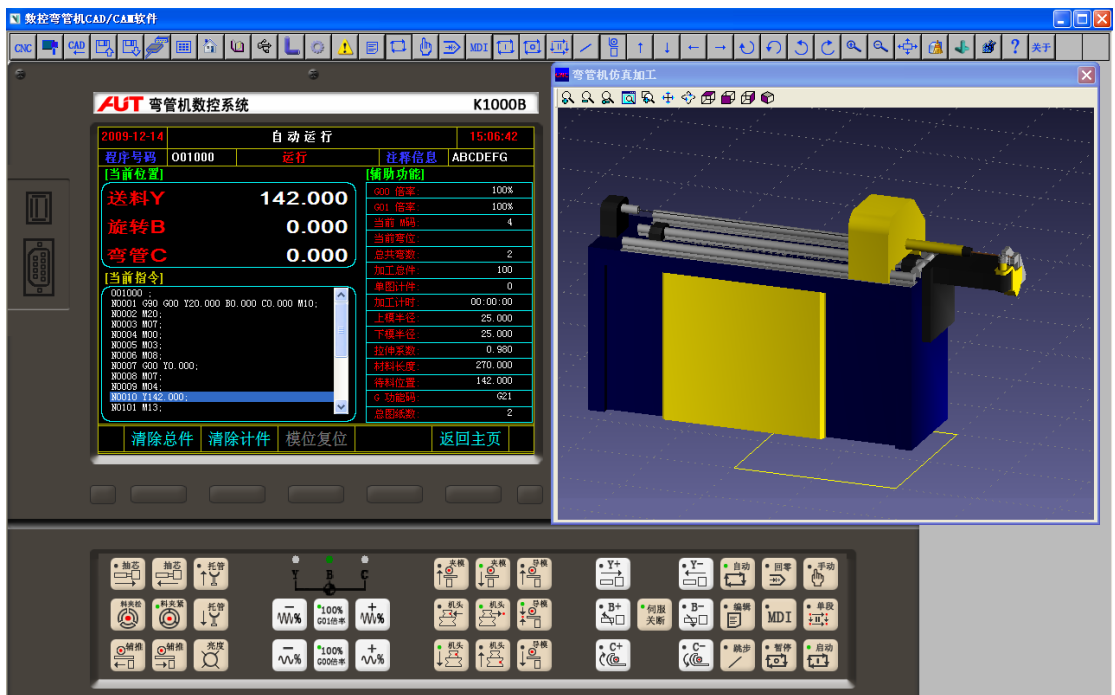 数控弯管机CAD/CAM软件
CNC CAD MDI 关于
弯管机仿真加工
AUT 弯管机数控系统 K1000B
2009-12-14 自动运行 15:06:42
程序号码 O01000 运行 注释信息 ABCDEFG
[当前位置]
送料Y 142.000
旋转B 0.000
弯管C 0.000
[当前指令]
O01000 ;
N0001 G90 G00 Y20.000 B0.000 C0.000 M10;
N0002 M20;
N0003 M07;
N0004 M00;
N0005 M03;
N0006 M08;
N0007 G00 Y0.000;
N0008 M07;
N0009 M04;
N0010 Y142.000;
N0101 M13;
[辅助功能]
G00 倍率: 100%
G01 倍率: 100%
当前 M码: 4
当前弯位:
总共弯数: 2
加工总件: 100
单图计件: 0
加工计时: 00:00:00
上模半径: 25.000
下模半径: 25.000
拉伸系数: 0.980
材料长度: 270.000
待料位置: 142.000
G 功能码: G21
总图纸数: 2
清除总件 清除计件 模位复位 返回主页
抽芯 抽芯 托管 Y B C 夹模 夹模 导模 Y+ Y- 自动 回零 手动
料夹松 料夹紧 托管 % 100% G01倍率 % 机头 机头 导模 B+ 伺服关断 B- 编辑 MDI 单段
辅推 辅推 亮度 % 100% G00倍率 % 机头 机头 导模 C+ C- 跳步 暂停 启动